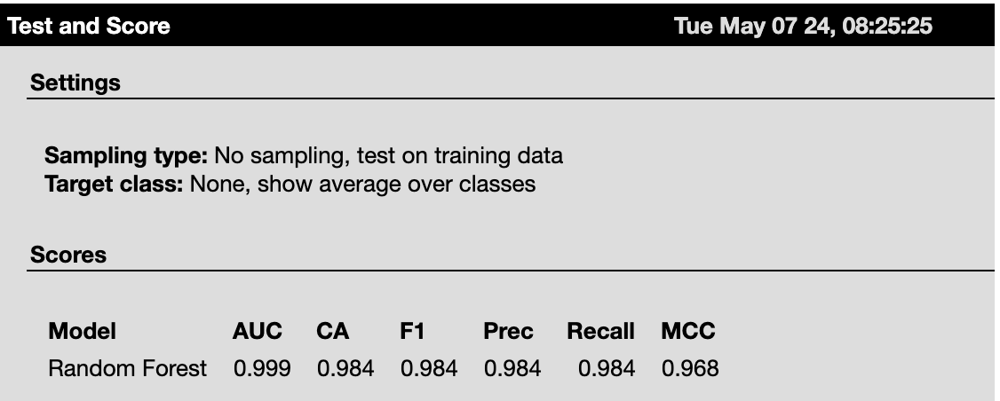 Test and Score Tue May 07 24, 08:25:25
Settings
Sampling type: No sampling, test on training data
Target class: None, show average over classes
Scores
Model AUC CA F1 Prec Recall MCC
Random Forest 0.999 0.984 0.984 0.984 0.984 0.968